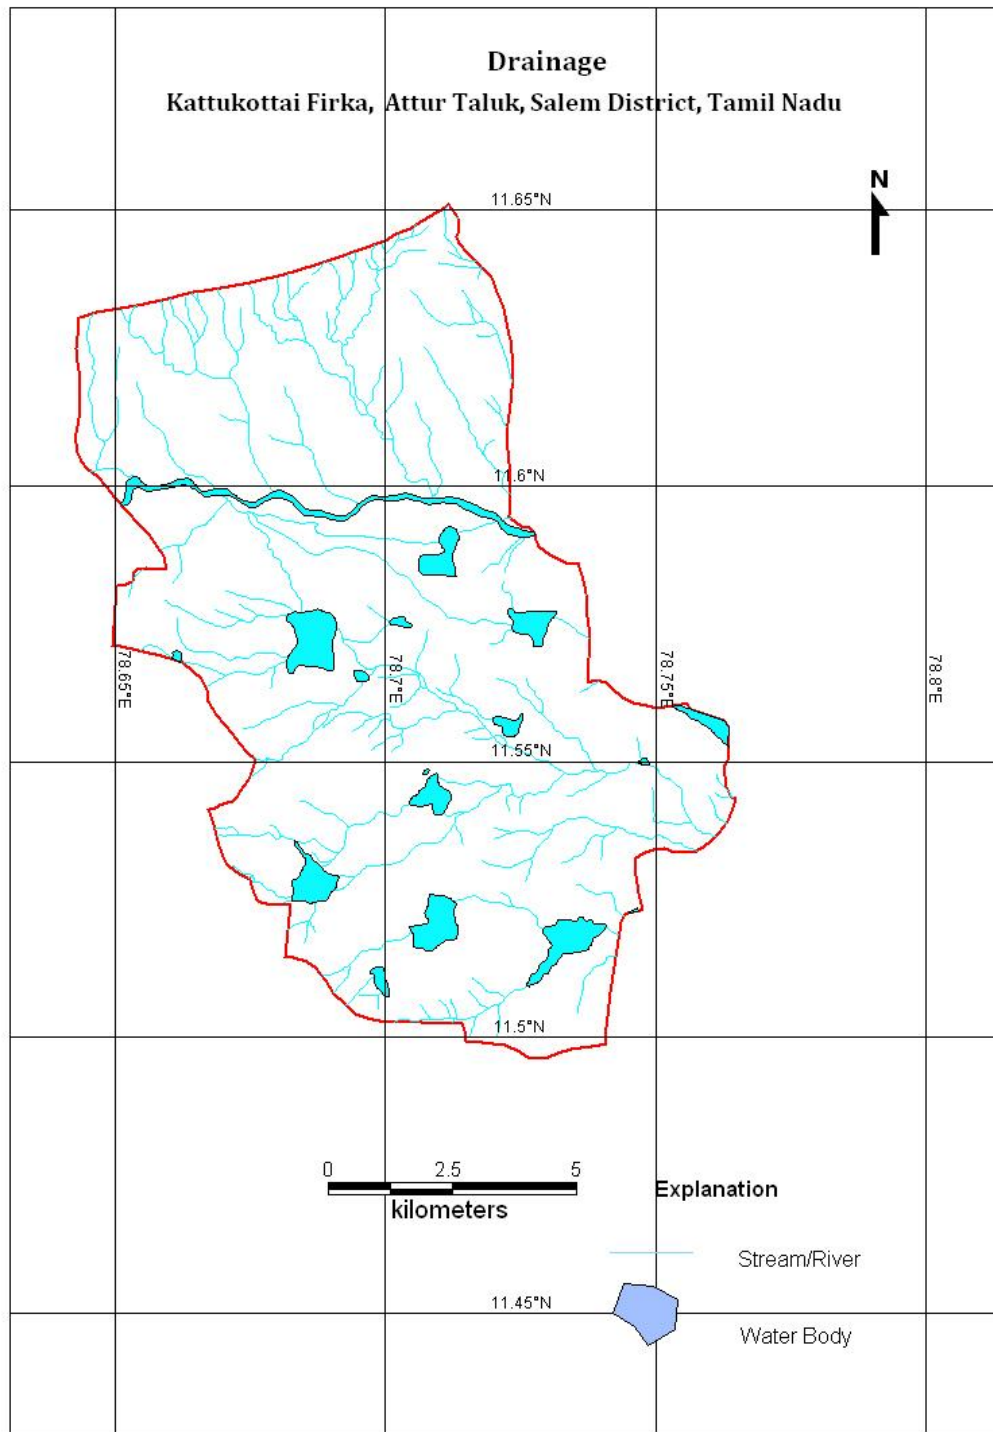 Drainage
Kattukottai Firka, Attur Taluk, Salem District, Tamil Nadu
N
11.65°N
11.6°N
78.65°E
78.7°E
78.75°E
78.8°E
11.55°N
11.5°N
0 2.5 5
kilometers
Explanation
Stream/River
11.45°N
Water Body